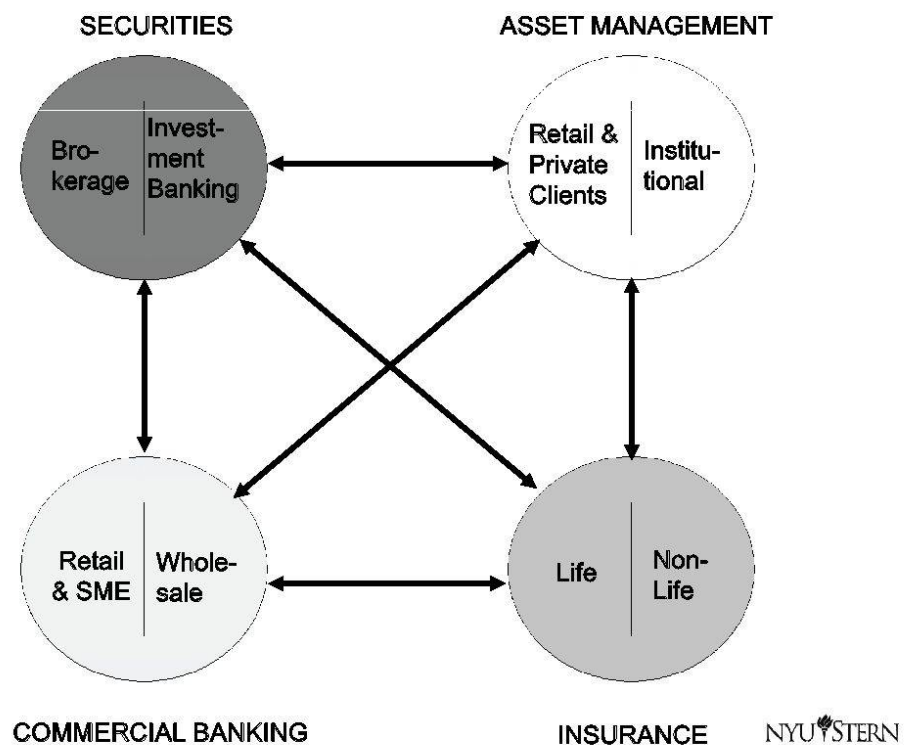 SECURITIES
ASSET MANAGEMENT
Bro-
kerage
Invest-
ment
Banking
Retail &
Private
Clients
Institu-
tional
Retail
& SME
Whole-
sale
Life
Non-
Life
COMMERCIAL BANKING
INSURANCE
NYU STERN